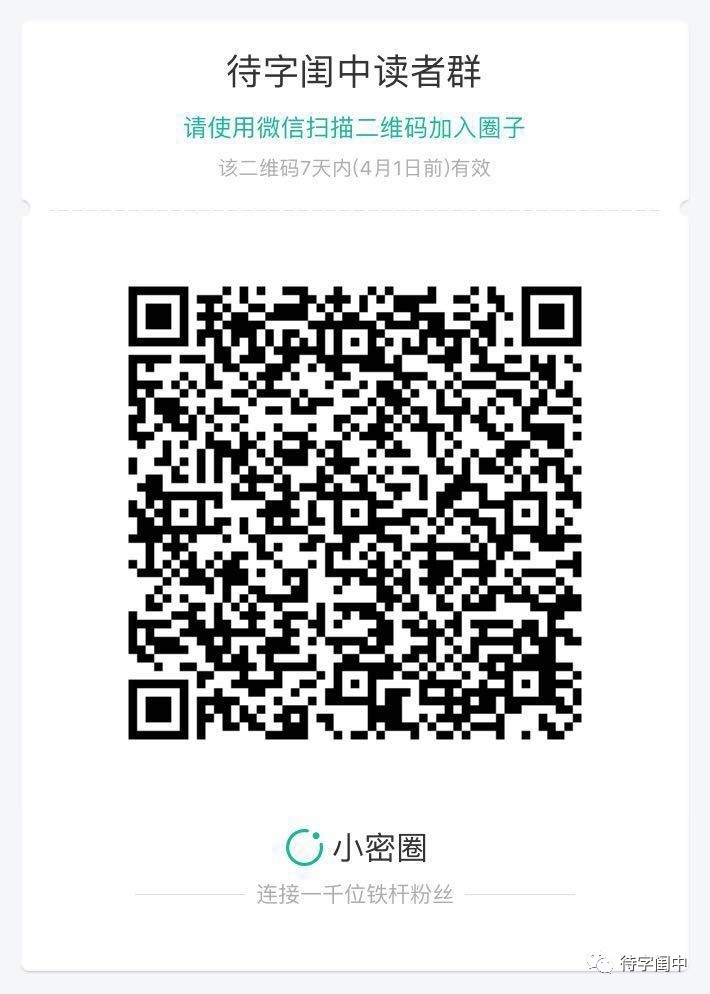 待字闺中读者群
请使用微信扫描二维码加入圈子
该二维码7天内(4月1日前)有效
小密圈
连接一千位铁杆粉丝
待字闺中